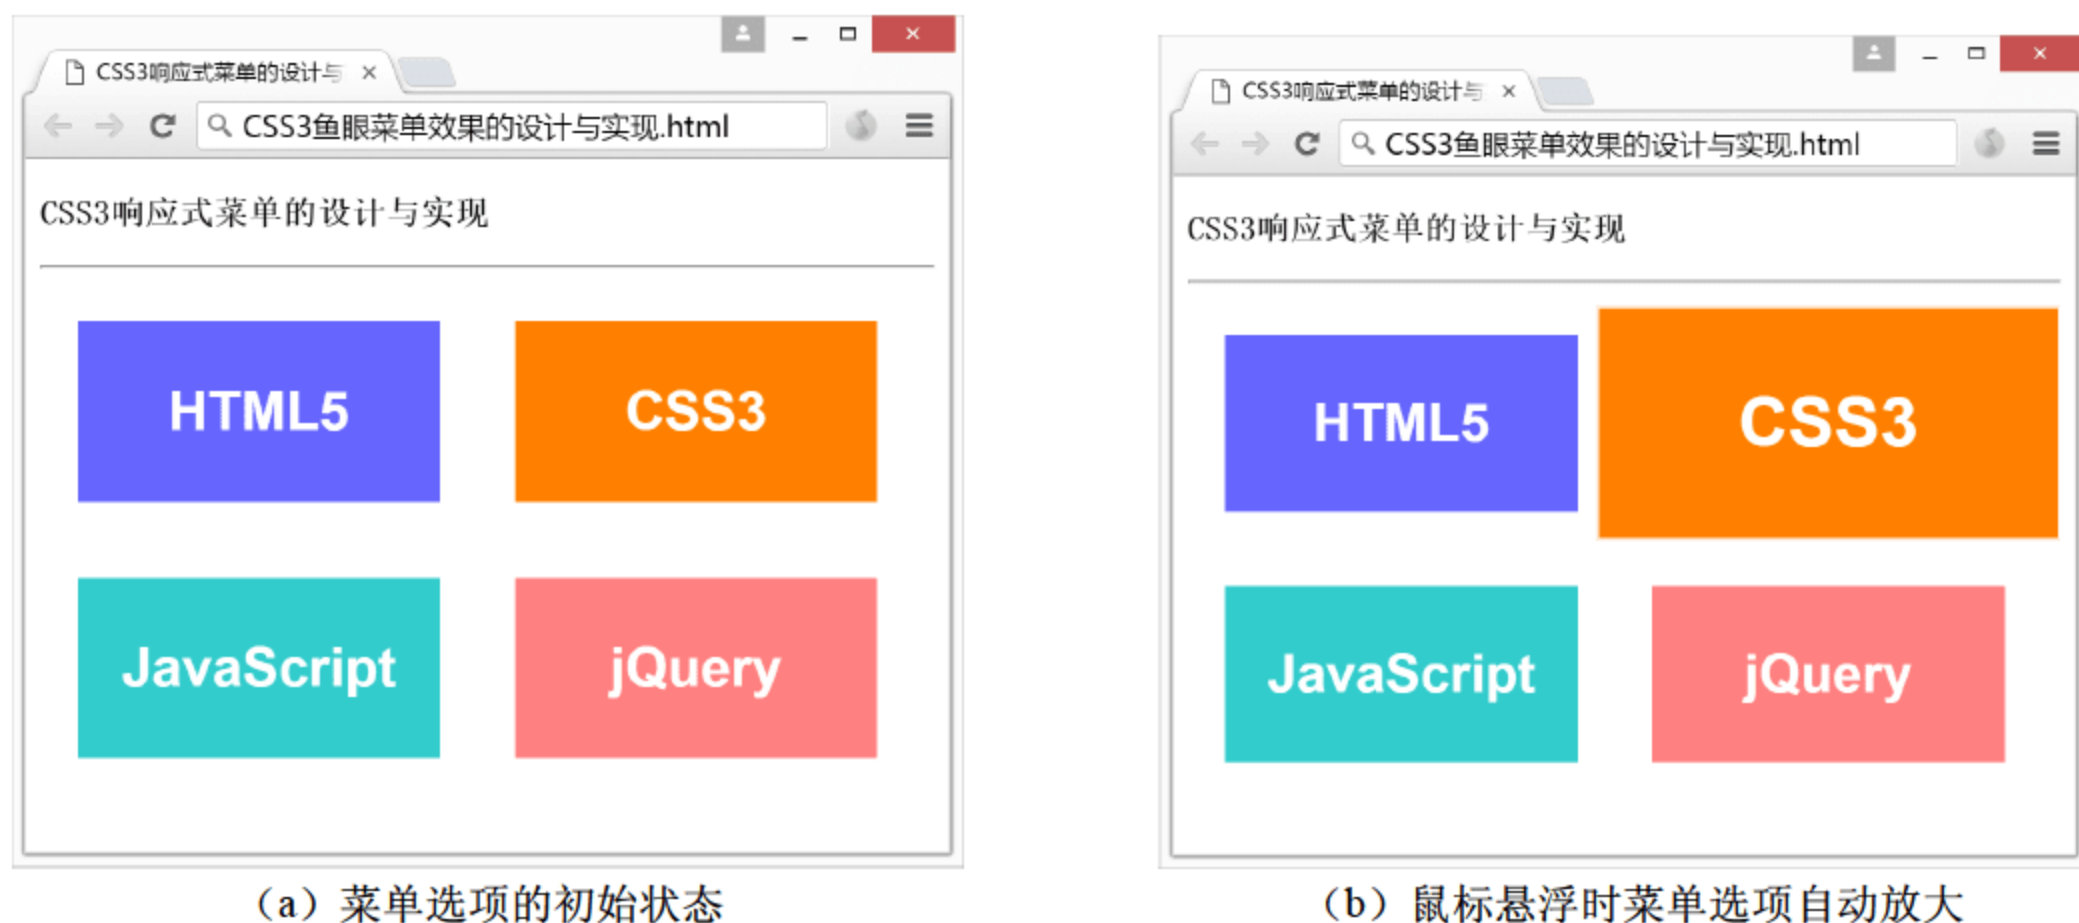 CSS3响应式菜单的设计与
CSS3鱼眼菜单效果的设计与实现.html
CSS3响应式菜单的设计与实现
HTML5
CSS3
JavaScript
jQuery
(a)菜单选项的初始状态
CSS3响应式菜单的设计与
CSS3鱼眼菜单效果的设计与实现.html
CSS3响应式菜单的设计与实现
HTML5
CSS3
JavaScript
jQuery
(b)鼠标悬浮时菜单选项自动放大